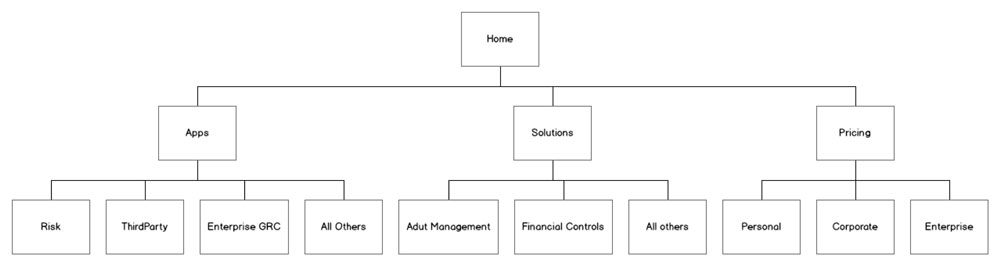 Home
Apps
Solutions
Pricing
Risk
ThirdParty
Enterprise GRC
All Others
Adut Management
Financial Controls
All others
Personal
Corporate
Enterprise